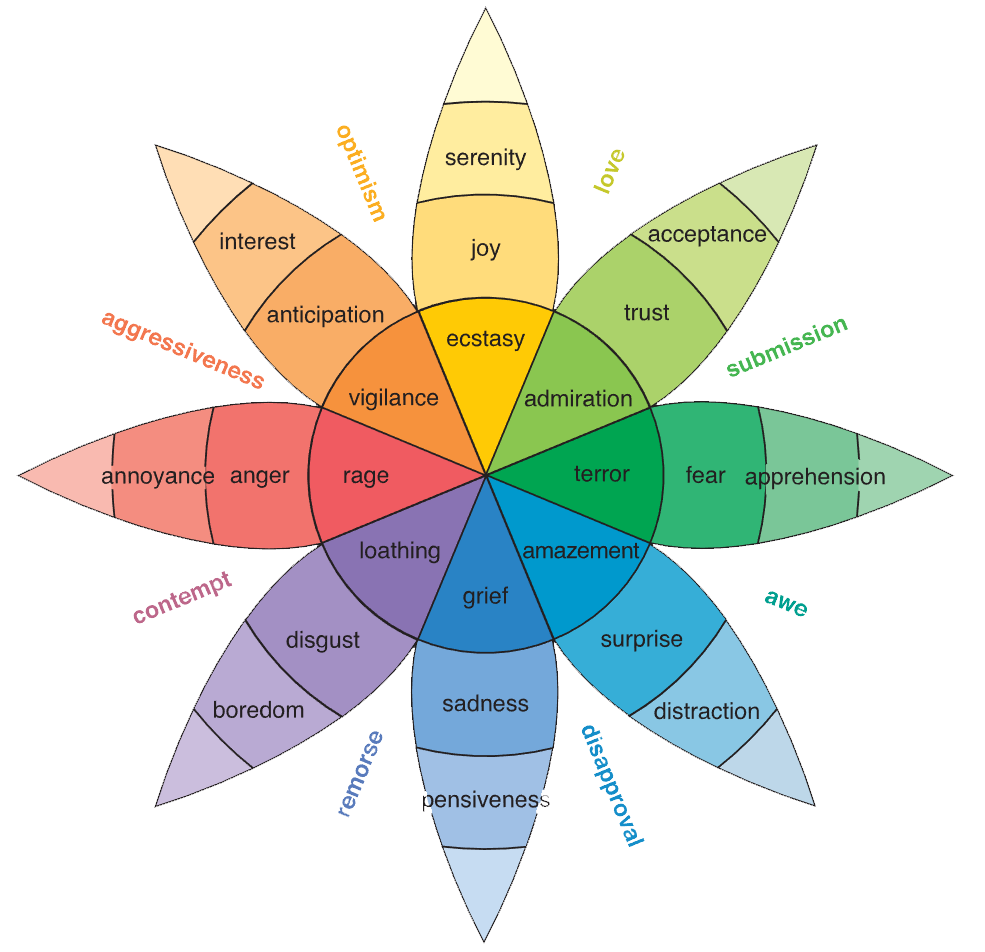 optimism
serenity
love
interest
joy
acceptance
anticipation
trust
aggressiveness
ecstasy
submission
vigilance
admiration
annoyance
anger
rage
terror
fear
apprehension
loathing
amazement
contempt
grief
awe
disgust
surprise
boredom
sadness
distraction
remorse
disapproval
pensiveness